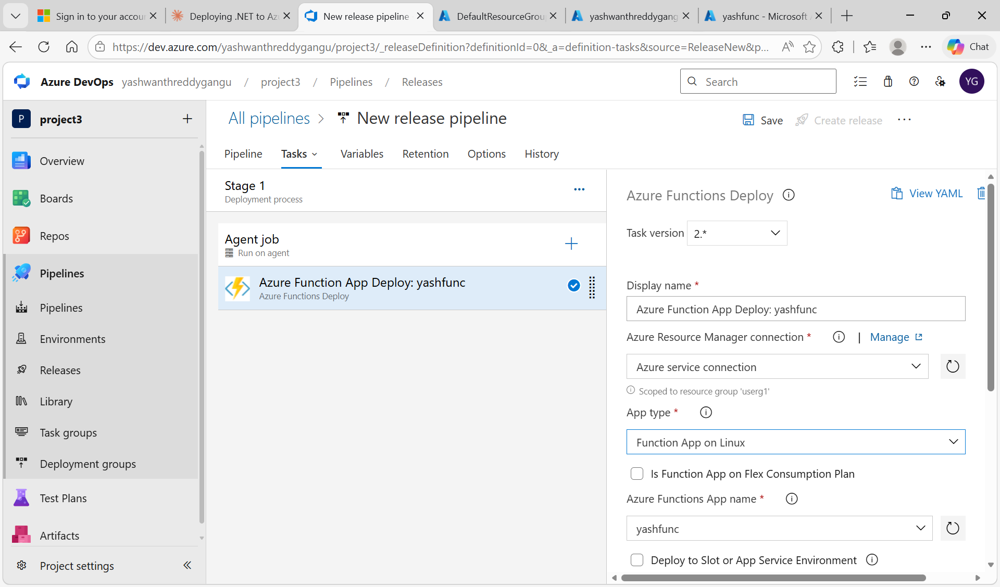 Sign in to your accou
Deploying .NET to Az
New release pipeline
DefaultResourceGrou
yashwanthreddygang
yashfunc - Microsoft
https://dev.azure.com/yashwanthreddygangu/project3/_releaseDefinition?definitionId=0&_a=definition-tasks&source=ReleaseNew&p...
Chat
Azure DevOps yashwanthreddygangu / project3 / Pipelines / Releases
Search
YG
P project3
Overview
Boards
Repos
Pipelines
Pipelines
Environments
Releases
Library
Task groups
Deployment groups
Test Plans
Artifacts
Project settings
All pipelines > New release pipeline
Save
Create release
Pipeline
Tasks
Variables
Retention
Options
History
Stage 1
Deployment process
Agent job
Run on agent
Azure Function App Deploy: yashfunc
Azure Functions Deploy
Azure Functions Deploy
View YAML
Task version 2.*
Display name *
Azure Function App Deploy: yashfunc
Azure Resource Manager connection * | Manage
Azure service connection
Scoped to resource group 'userg1'
App type *
Function App on Linux
Is Function App on Flex Consumption Plan
Azure Functions App name *
yashfunc
Deploy to Slot or App Service Environment